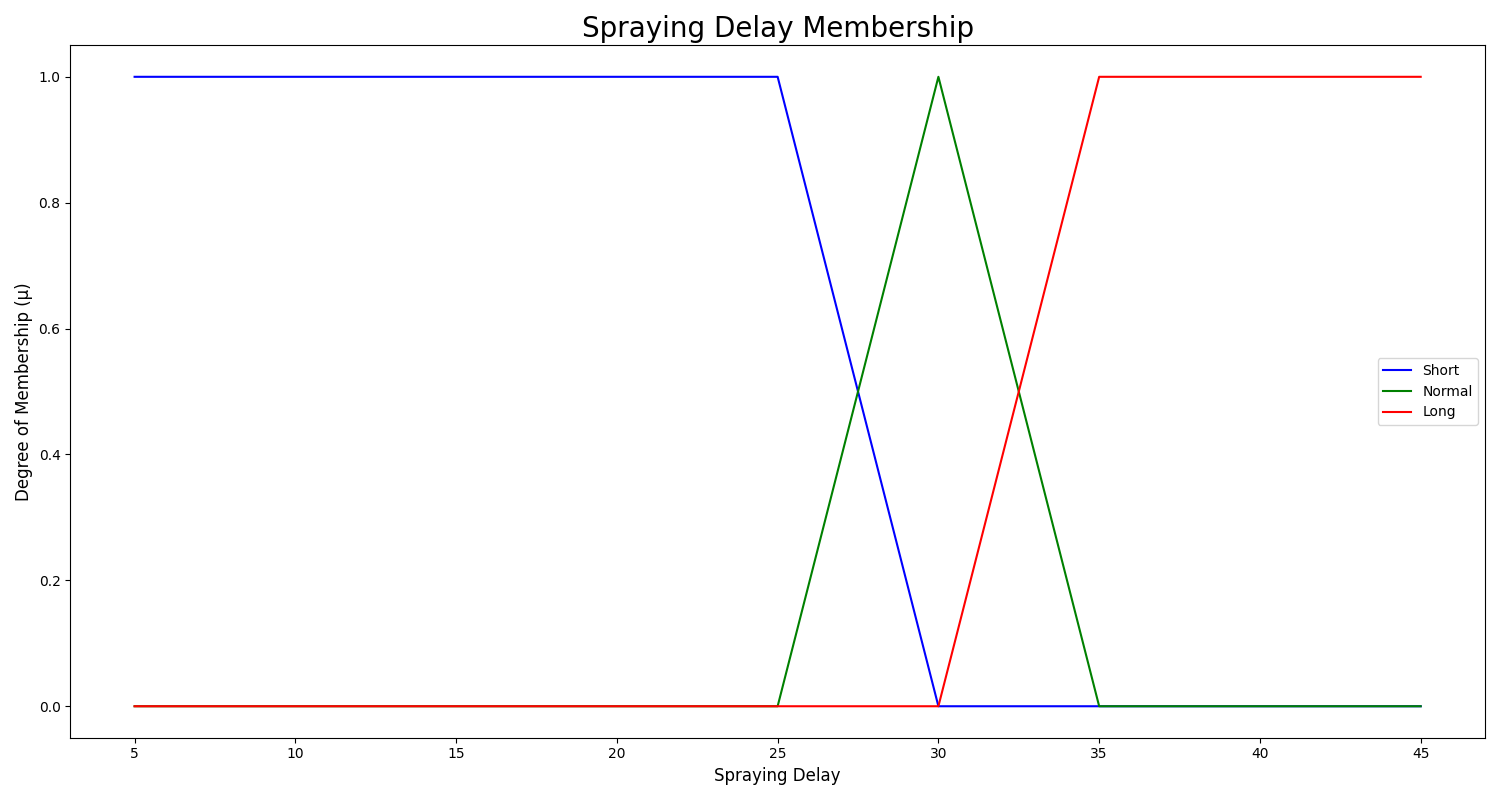 Spraying Delay Membership
Degree of Membership (μ)
1.0
0.8
0.6
0.4
0.2
0.0
5 10 15 20 25 30 35 40 45
Spraying Delay
Short
Normal
Long